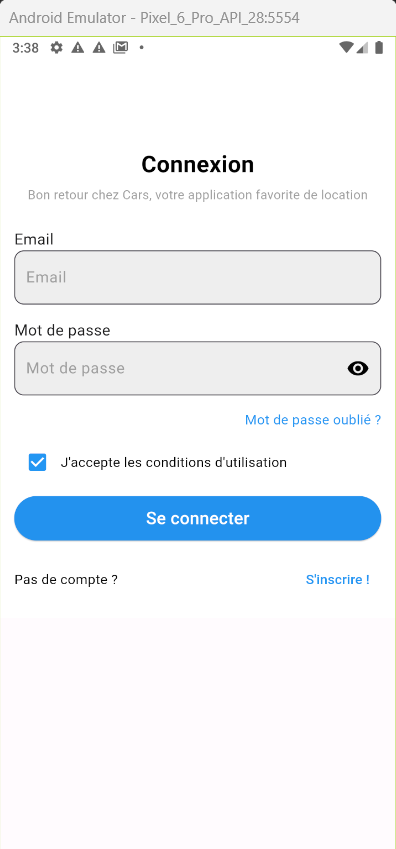 Android Emulator - Pixel_6_Pro_API_28:5554
3:38
Connexion
Bon retour chez Cars, votre application favorite de location
Email
Email
Mot de passe
Mot de passe
Mot de passe oublié ?
J'accepte les conditions d'utilisation
Se connecter
Pas de compte ? S'inscrire !